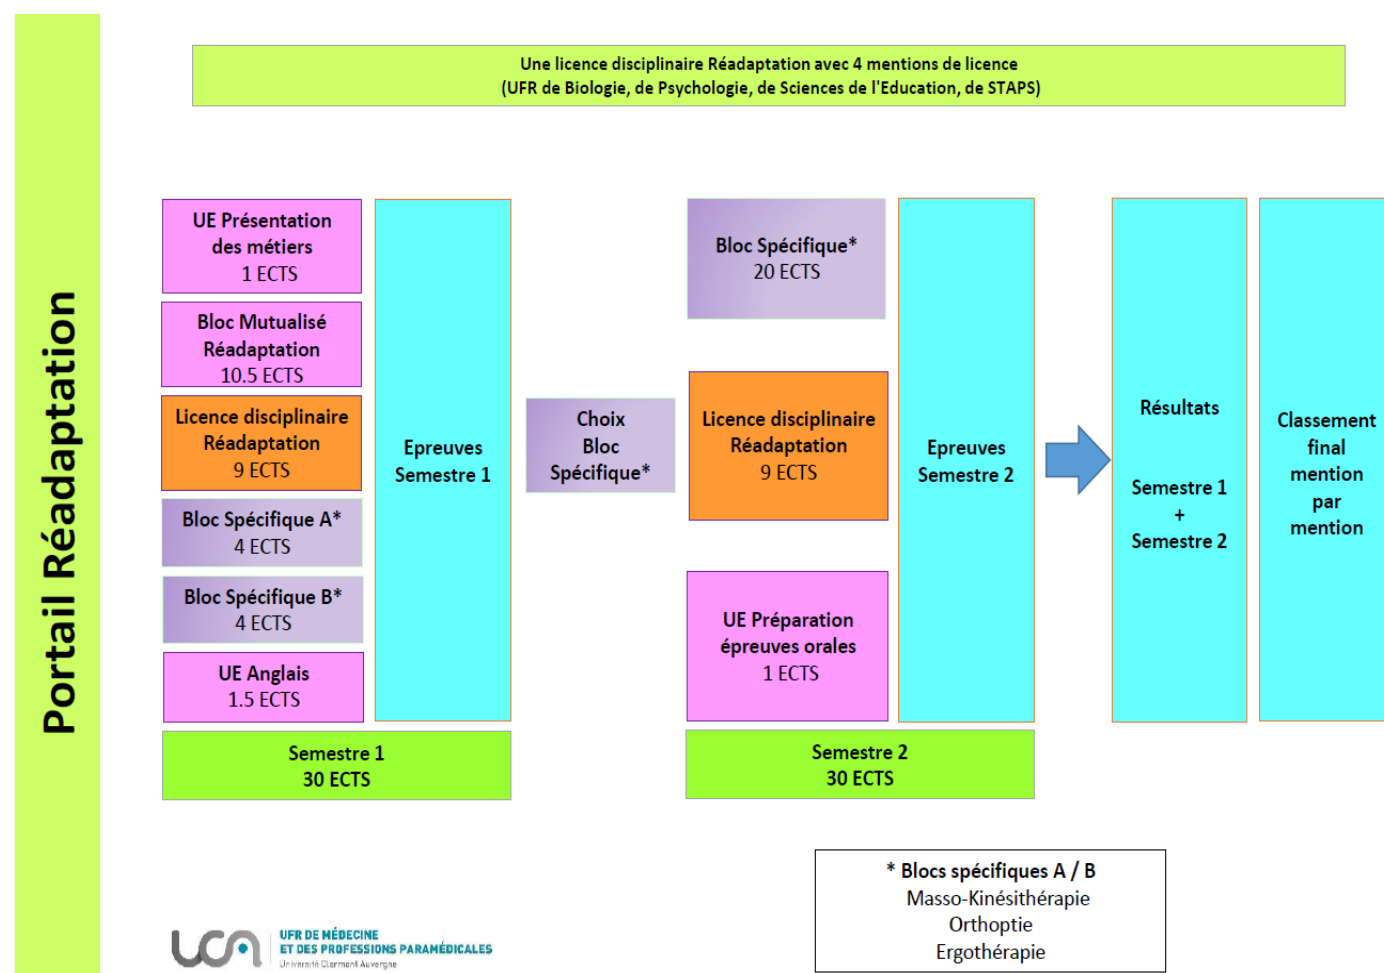 Portail Réadaptation
Une licence disciplinaire Réadaptation avec 4 mentions de licence
(UFR de Biologie, de Psychologie, de Sciences de l'Education, de STAPS)
UE Présentation
des métiers
1 ECTS
Bloc Mutualisé
Réadaptation
10.5 ECTS
Licence disciplinaire
Réadaptation
9 ECTS
Bloc Spécifique A*
4 ECTS
Bloc Spécifique B*
4 ECTS
UE Anglais
1.5 ECTS
Epreuves
Semestre 1
Semestre 1
30 ECTS
Choix
Bloc
Spécifique*
Bloc Spécifique*
20 ECTS
Licence disciplinaire
Réadaptation
9 ECTS
UE Préparation
épreuves orales
1 ECTS
Epreuves
Semestre 2
Semestre 2
30 ECTS
Résultats
Semestre 1
+
Semestre 2
Classement
final
mention
par
mention
* Blocs spécifiques A / B
Masso-Kinésithérapie
Orthoptie
Ergothérapie
UCA
UFR DE MÉDECINE
ET DES PROFESSIONS PARAMÉDICALES
Université Clermont Auvergne